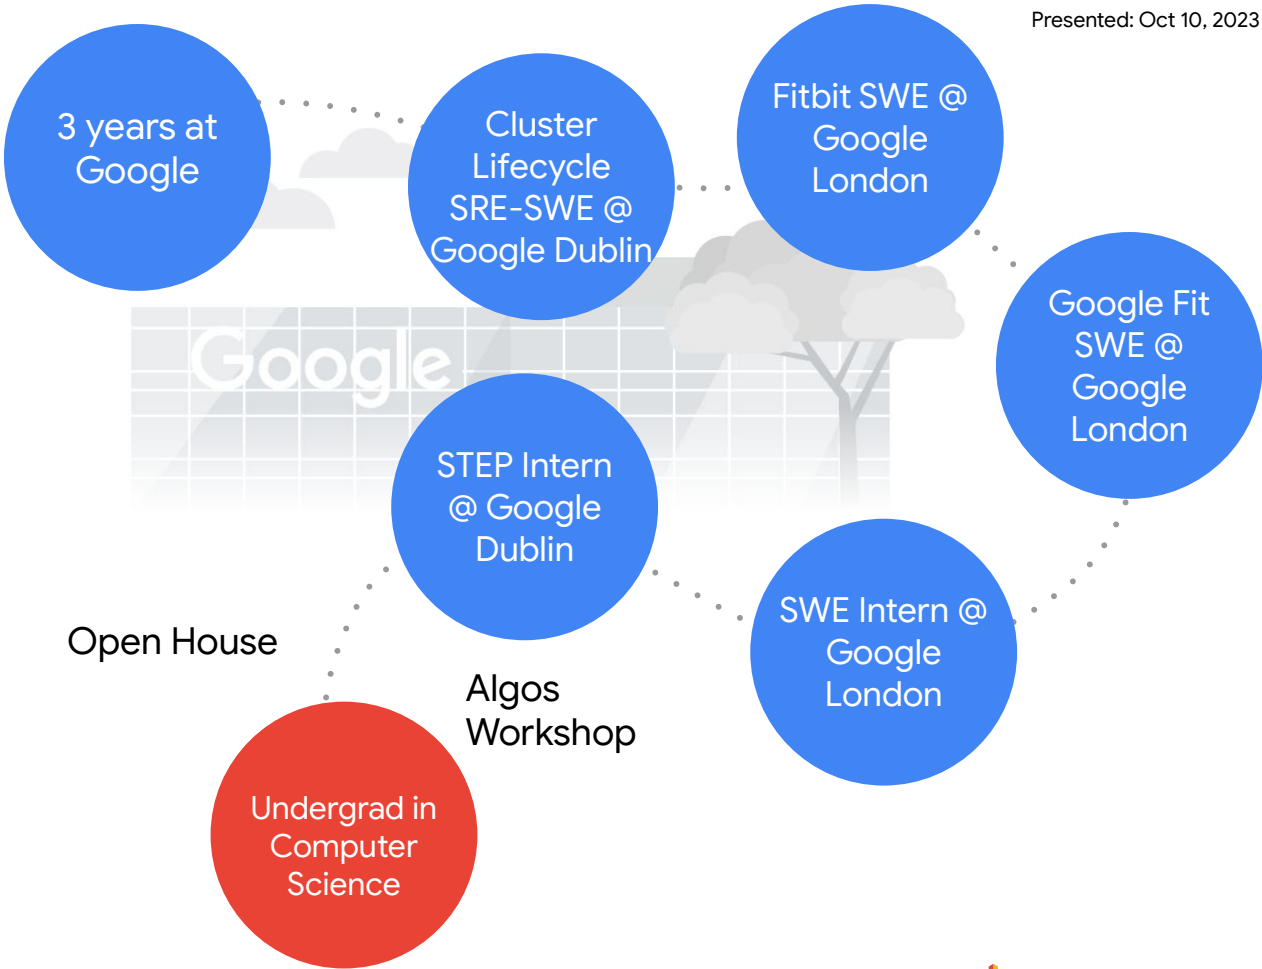 Presented: Oct 10, 2023
3 years at
Google
Cluster
Lifecycle
SRE-SWE @
Google Dublin
Fitbit SWE @
Google
London
Google Fit
SWE @
Google
London
Google
STEP Intern
@ Google
Dublin
SWE Intern @
Google
London
Open House
Algos
Workshop
Undergrad in
Computer
Science